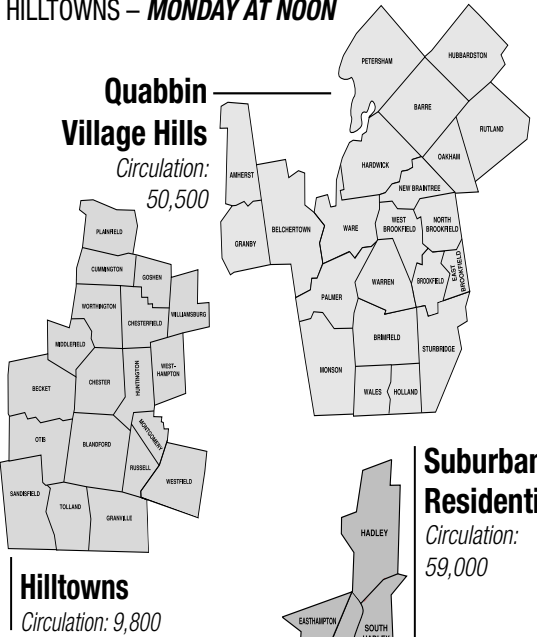 HILLTOWNS – MONDAY AT NOON
Quabbin
Village Hills
Circulation:
50,500
PETERSHAM
HUBBARDSTON
BARRE
RUTLAND
HARDWICK
OAKHAM
NEW BRAINTREE
AMHERST
BELCHERTOWN
GRANBY
WARE
WEST
BROOKFIELD
NORTH
BROOKFIELD
EAST
BROOKFIELD
BROOKFIELD
WARREN
PALMER
BRIMFIELD
STURBRIDGE
MONSON
WALES
HOLLAND
PLAINFIELD
CUMMINGTON
GOSHEN
WORTHINGTON
CHESTERFIELD
WILLIAMSBURG
MIDDLEFIELD
WEST-
HAMPTON
BECKET
CHESTER
HUNTINGTON
MONTGOMERY
OTIS
BLANDFORD
RUSSELL
WESTFIELD
SANDISFIELD
TOLLAND
GRANVILLE
Hilltowns
Circulation: 9,800
Suburban
Residenti
Circulation:
59,000
HADLEY
EASTHAMPTON
SOUTH
HADLEY